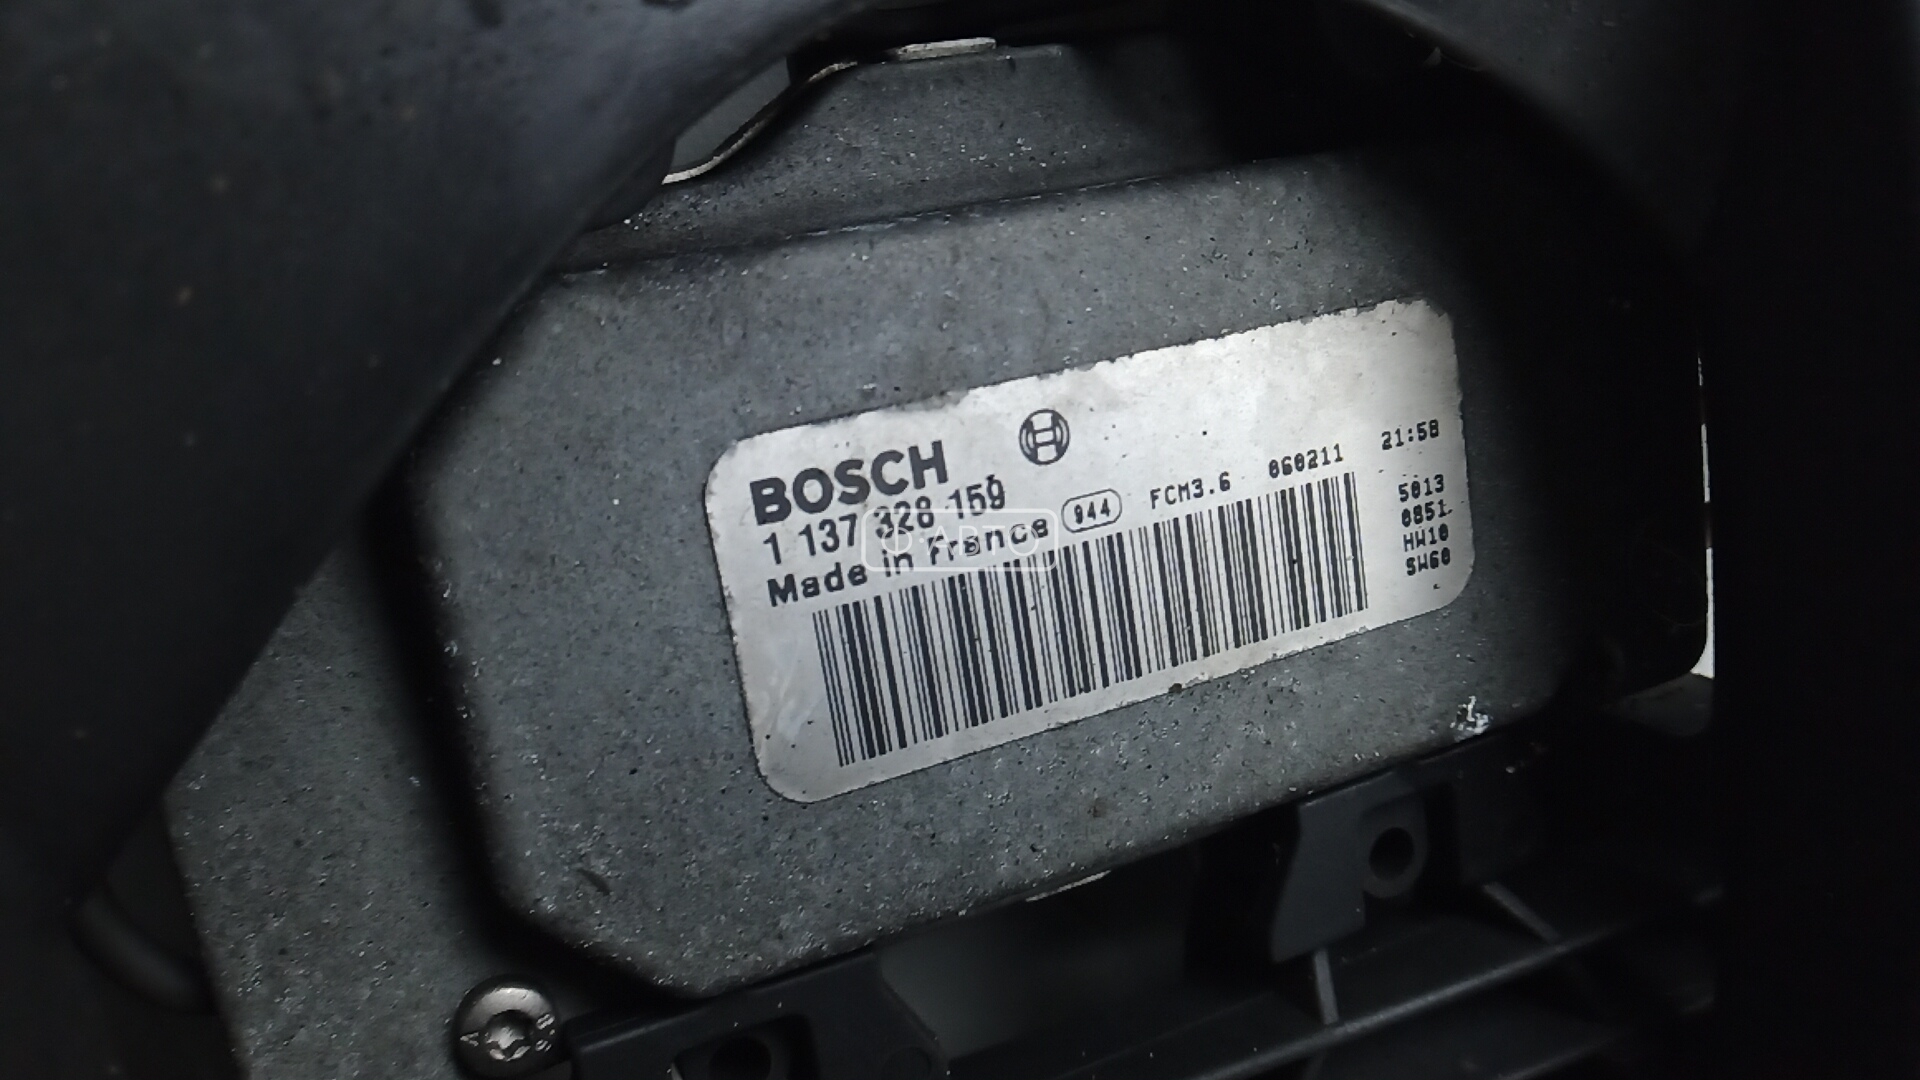 BOSCH
1 137 328 159
Made in France 944 FCM3.6 060211 21:58
5013
0851
HW10
SW60